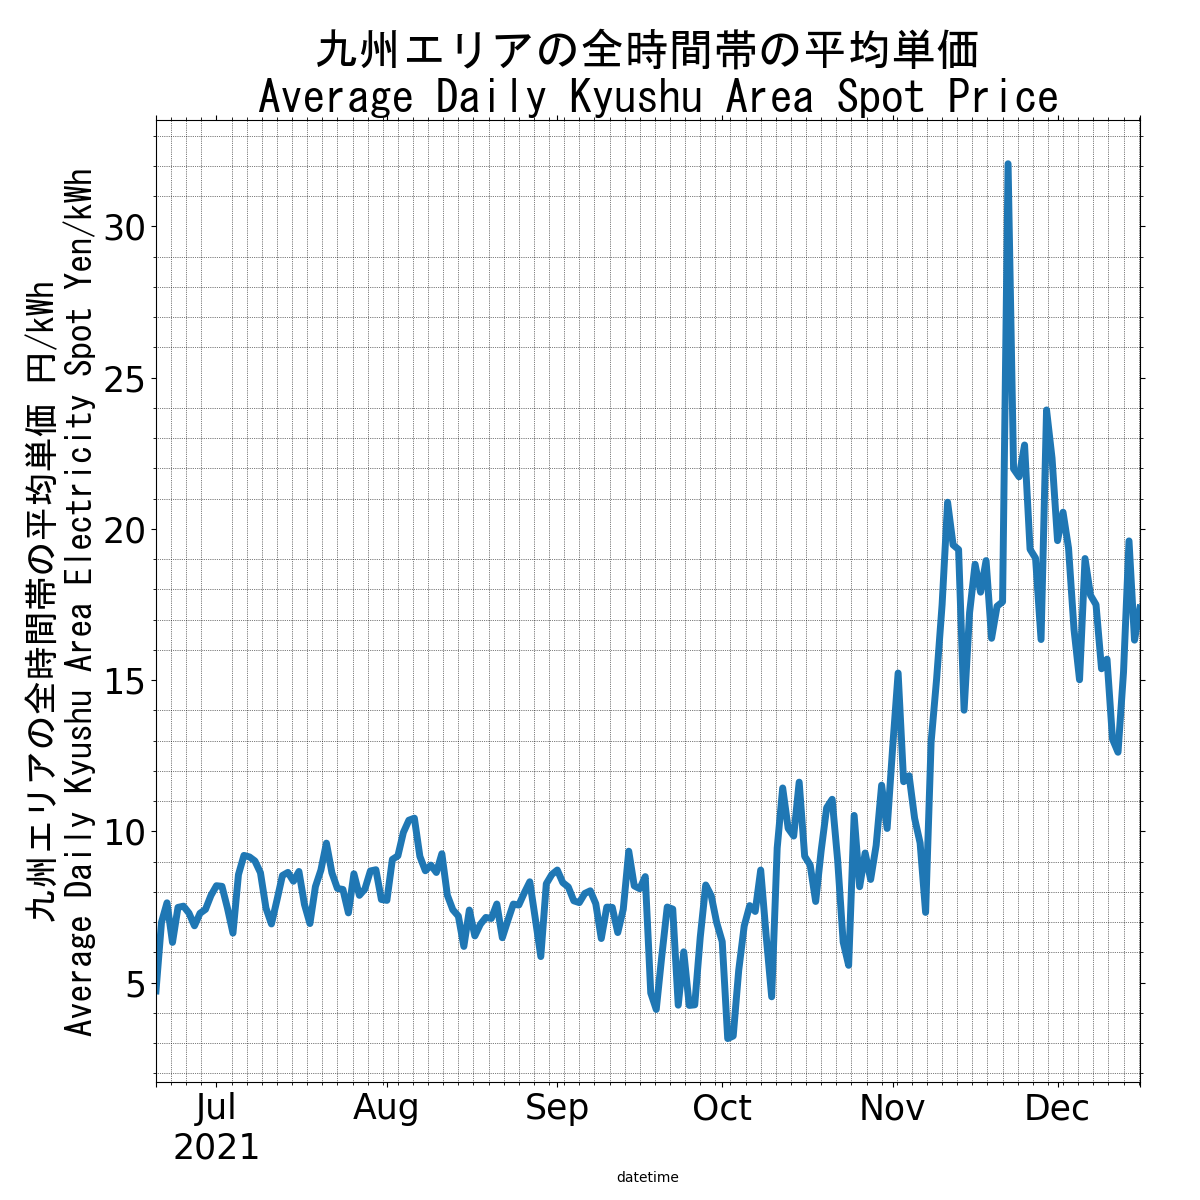 九州エリアの全時間帯の平均単価
Average Daily Kyushu Area Spot Price
九州エリアの全時間帯の平均単価 円/kWh
Average Daily Kyushu Area Electricity Spot Yen/kWh
30
25
20
15
10
5
Jul
2021
Aug
Sep
Oct
Nov
Dec
datetime